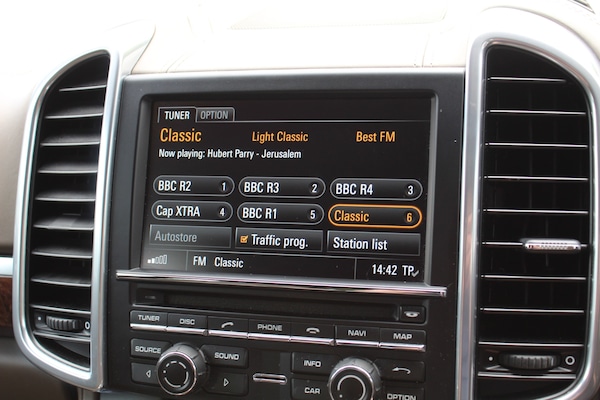 TUNER OPTION
Classic Light Classic Best FM
Now playing: Hubert Parry - Jerusalem
BBC R2 1 BBC R3 2 BBC R4 3
Cap XTRA 4 BBC R1 5 Classic 6
Autostore Traffic prog. Station list
FM Classic 14:42 TP
TUNER DISC PHONE NAVI MAP
SOURCE SOUND INFO
CAR OPTION